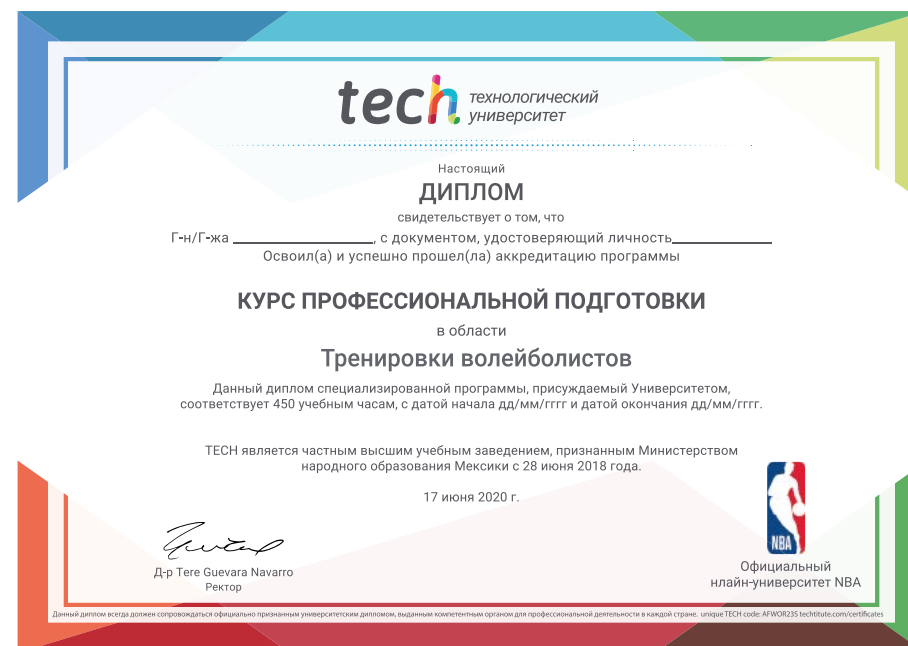 tech технологический
университет
Настоящий
ДИПЛОМ
свидетельствует о том, что
Г-н/Г-жа ____________, с документом, удостоверяющий личность____________
Освоил(а) и успешно прошел(ла) аккредитацию программы
КУРС ПРОФЕССИОНАЛЬНОЙ ПОДГОТОВКИ
в области
Тренировки волейболистов
Данный диплом специализированной программы, присуждаемый Университетом,
соответствует 450 учебным часам, с датой начала дд/мм/гггг и датой окончания дд/мм/гггг.
TECH является частным высшим учебным заведением, признанным Министерством
народного образования Мексики с 28 июня 2018 года.
17 июня 2020 г.
Д-р Tere Guevara Navarro
Ректор
NBA
Официальный
нлайн-университет NBA
Данный диплом всегда должен сопровождаться официально признанным университетским дипломом, выданным компетентным органом для профессиональной деятельности в каждой стране. unique TECH code: AFWOR23S techtitute.com/certificates